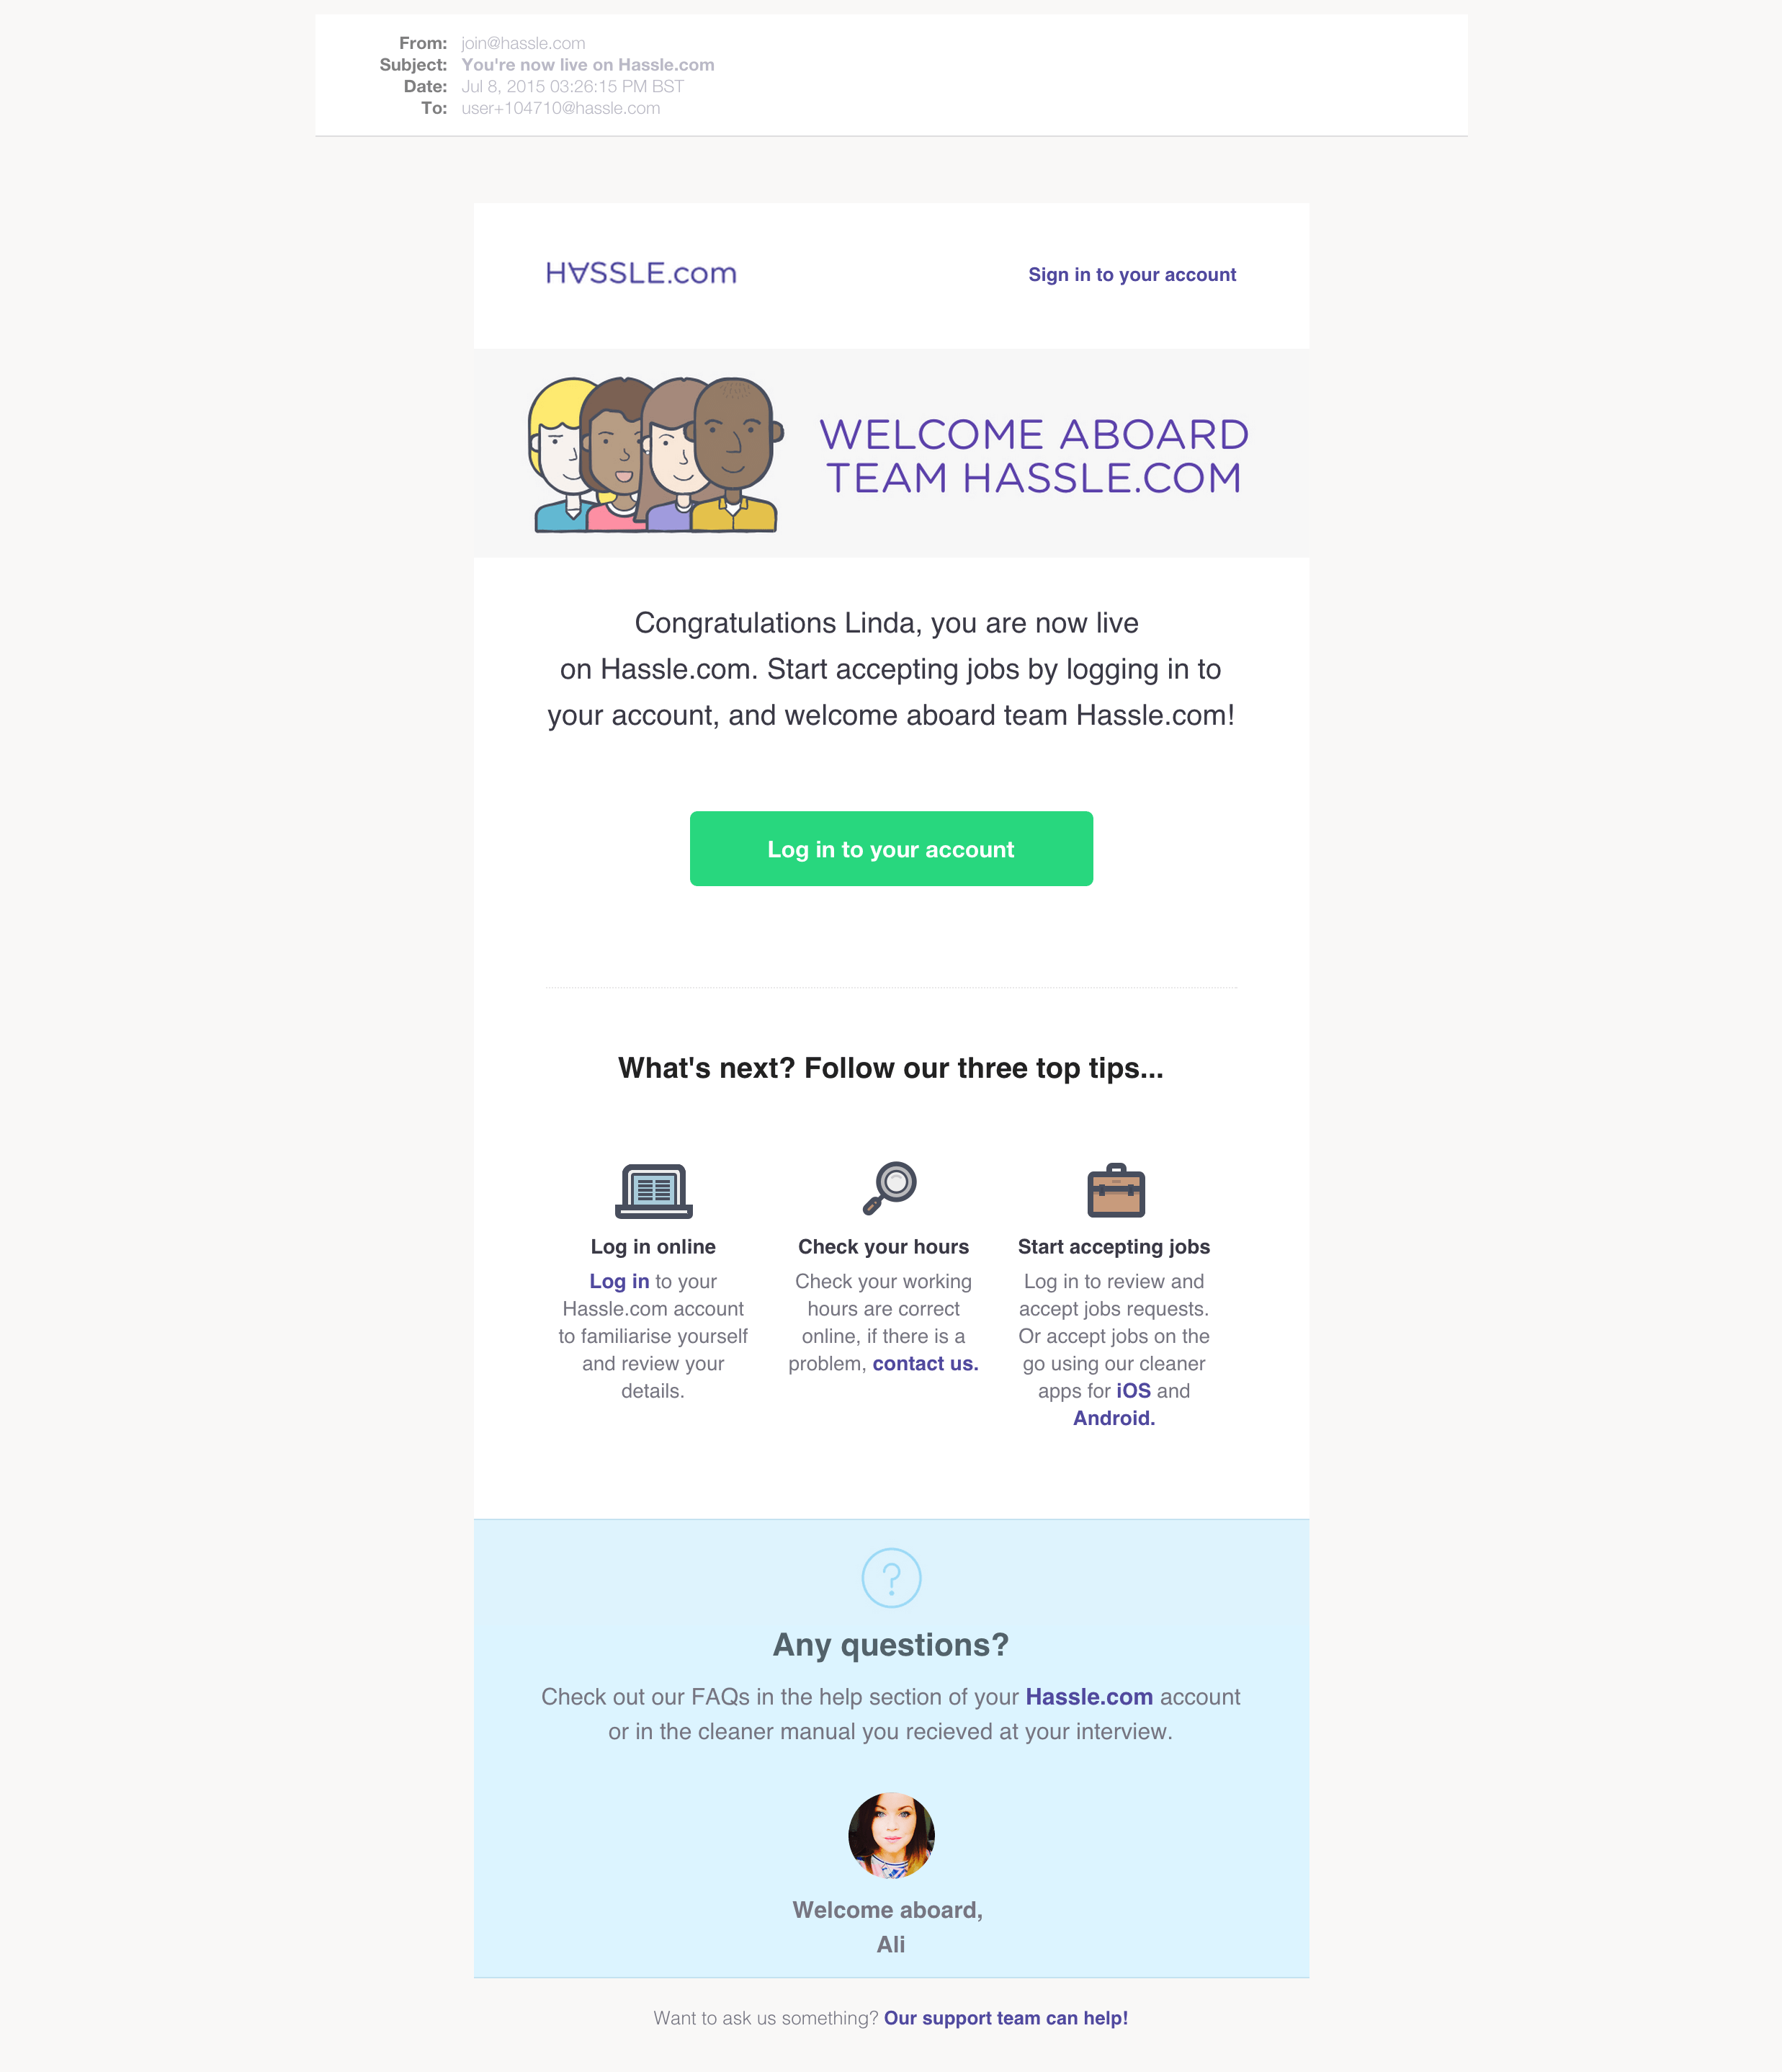 From: join@hassle.com
Subject: You're now live on Hassle.com
Date: Jul 8, 2015 03:26:15 PM BST
To: user+104710@hassle.com
H∀SSLE.com
Sign in to your account
WELCOME ABOARD
TEAM HASSLE.COM
Congratulations Linda, you are now live
on Hassle.com. Start accepting jobs by logging in to
your account, and welcome aboard team Hassle.com!
Log in to your account
What's next? Follow our three top tips...
Log in online
Log in to your
Hassle.com account
to familiarise yourself
and review your
details.
Check your hours
Check your working
hours are correct
online, if there is a
problem, contact us.
Start accepting jobs
Log in to review and
accept jobs requests.
Or accept jobs on the
go using our cleaner
apps for iOS and
Android.
?
Any questions?
Check out our FAQs in the help section of your Hassle.com account
or in the cleaner manual you recieved at your interview.
Welcome aboard,
Ali
Want to ask us something? Our support team can help!